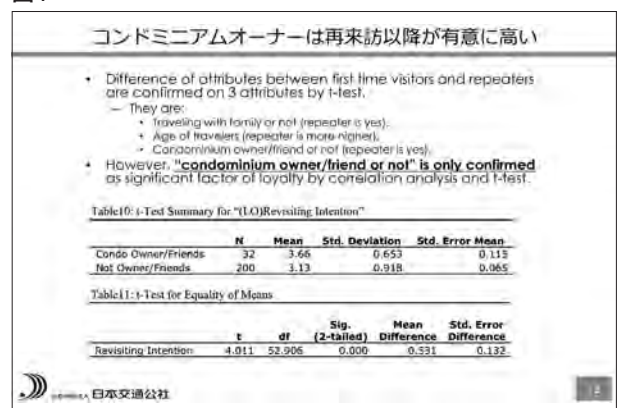 コンドミニアムオーナーは再来訪以降が有意に高い
• Difference of attributes between first time visitors and repeaters
are confirmed on 3 attributes by t-test.
– They are:
• Traveling with family or not (repeater is yes).
• Age of travelers (repeater is more higher).
• Condominium owner/friend or not (repeater is yes).
• However, "condominium owner/friend or not" is only confirmed
as significant factor of loyalty by correlation analysis and t-test.
Table10: t-Test Summary for "(LO)Revisiting Intention"
N Mean Std. Deviation Std. Error Mean
Condo Owner/Friends 32 3.66 0.653 0.115
Not Owner/Friends 200 3.13 0.918 0.065
Table11: t-Test for Equality of Means
t df Sig. (2-tailed) Mean Difference Std. Error Difference
Revisiting Intention 4.011 52.906 0.000 0.531 0.132
日本交通公社